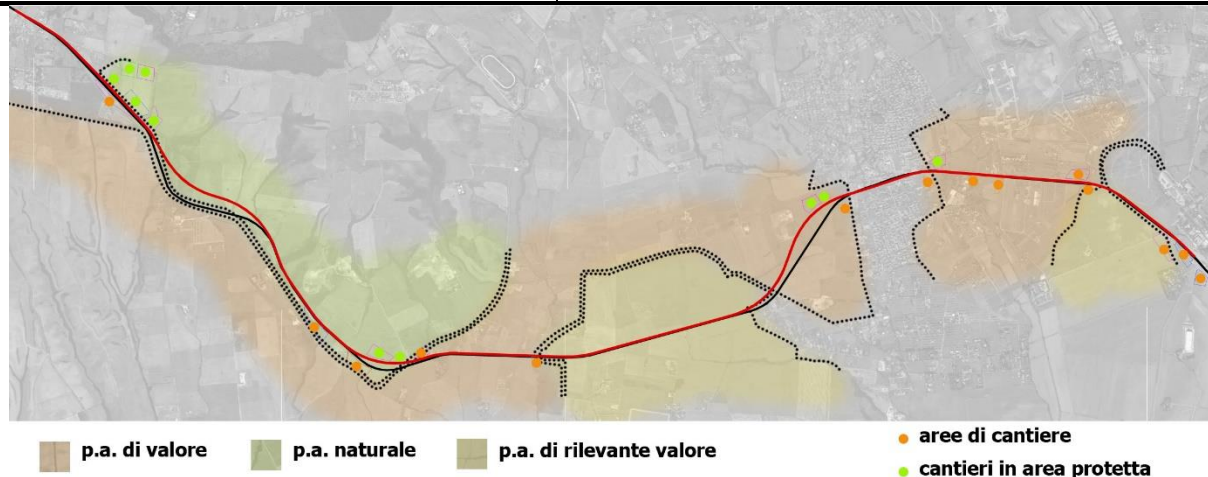 p.a. di valore
p.a. naturale
p.a. di rilevante valore
aree di cantiere
cantieri in area protetta